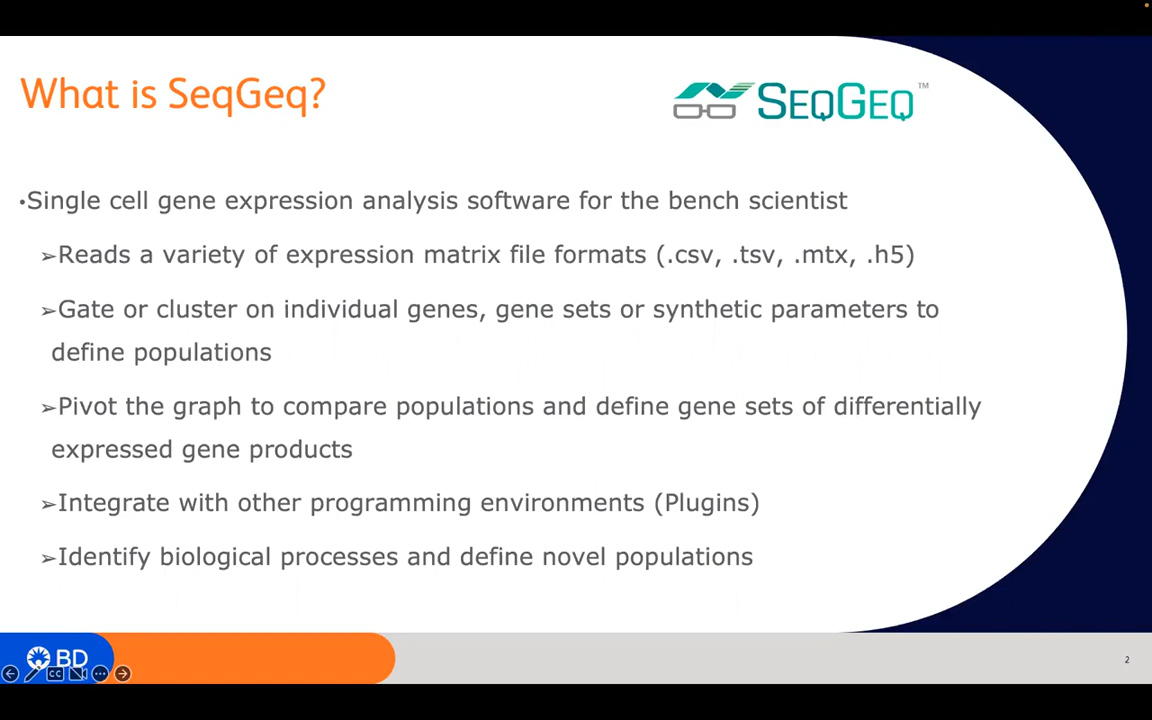 What is SeqGeq?
SEQGEQ™
•Single cell gene expression analysis software for the bench scientist
➢Reads a variety of expression matrix file formats (.csv, .tsv, .mtx, .h5)
➢Gate or cluster on individual genes, gene sets or synthetic parameters to
define populations
➢Pivot the graph to compare populations and define gene sets of differentially
expressed gene products
➢Integrate with other programming environments (Plugins)
➢Identify biological processes and define novel populations
BD
CC
2